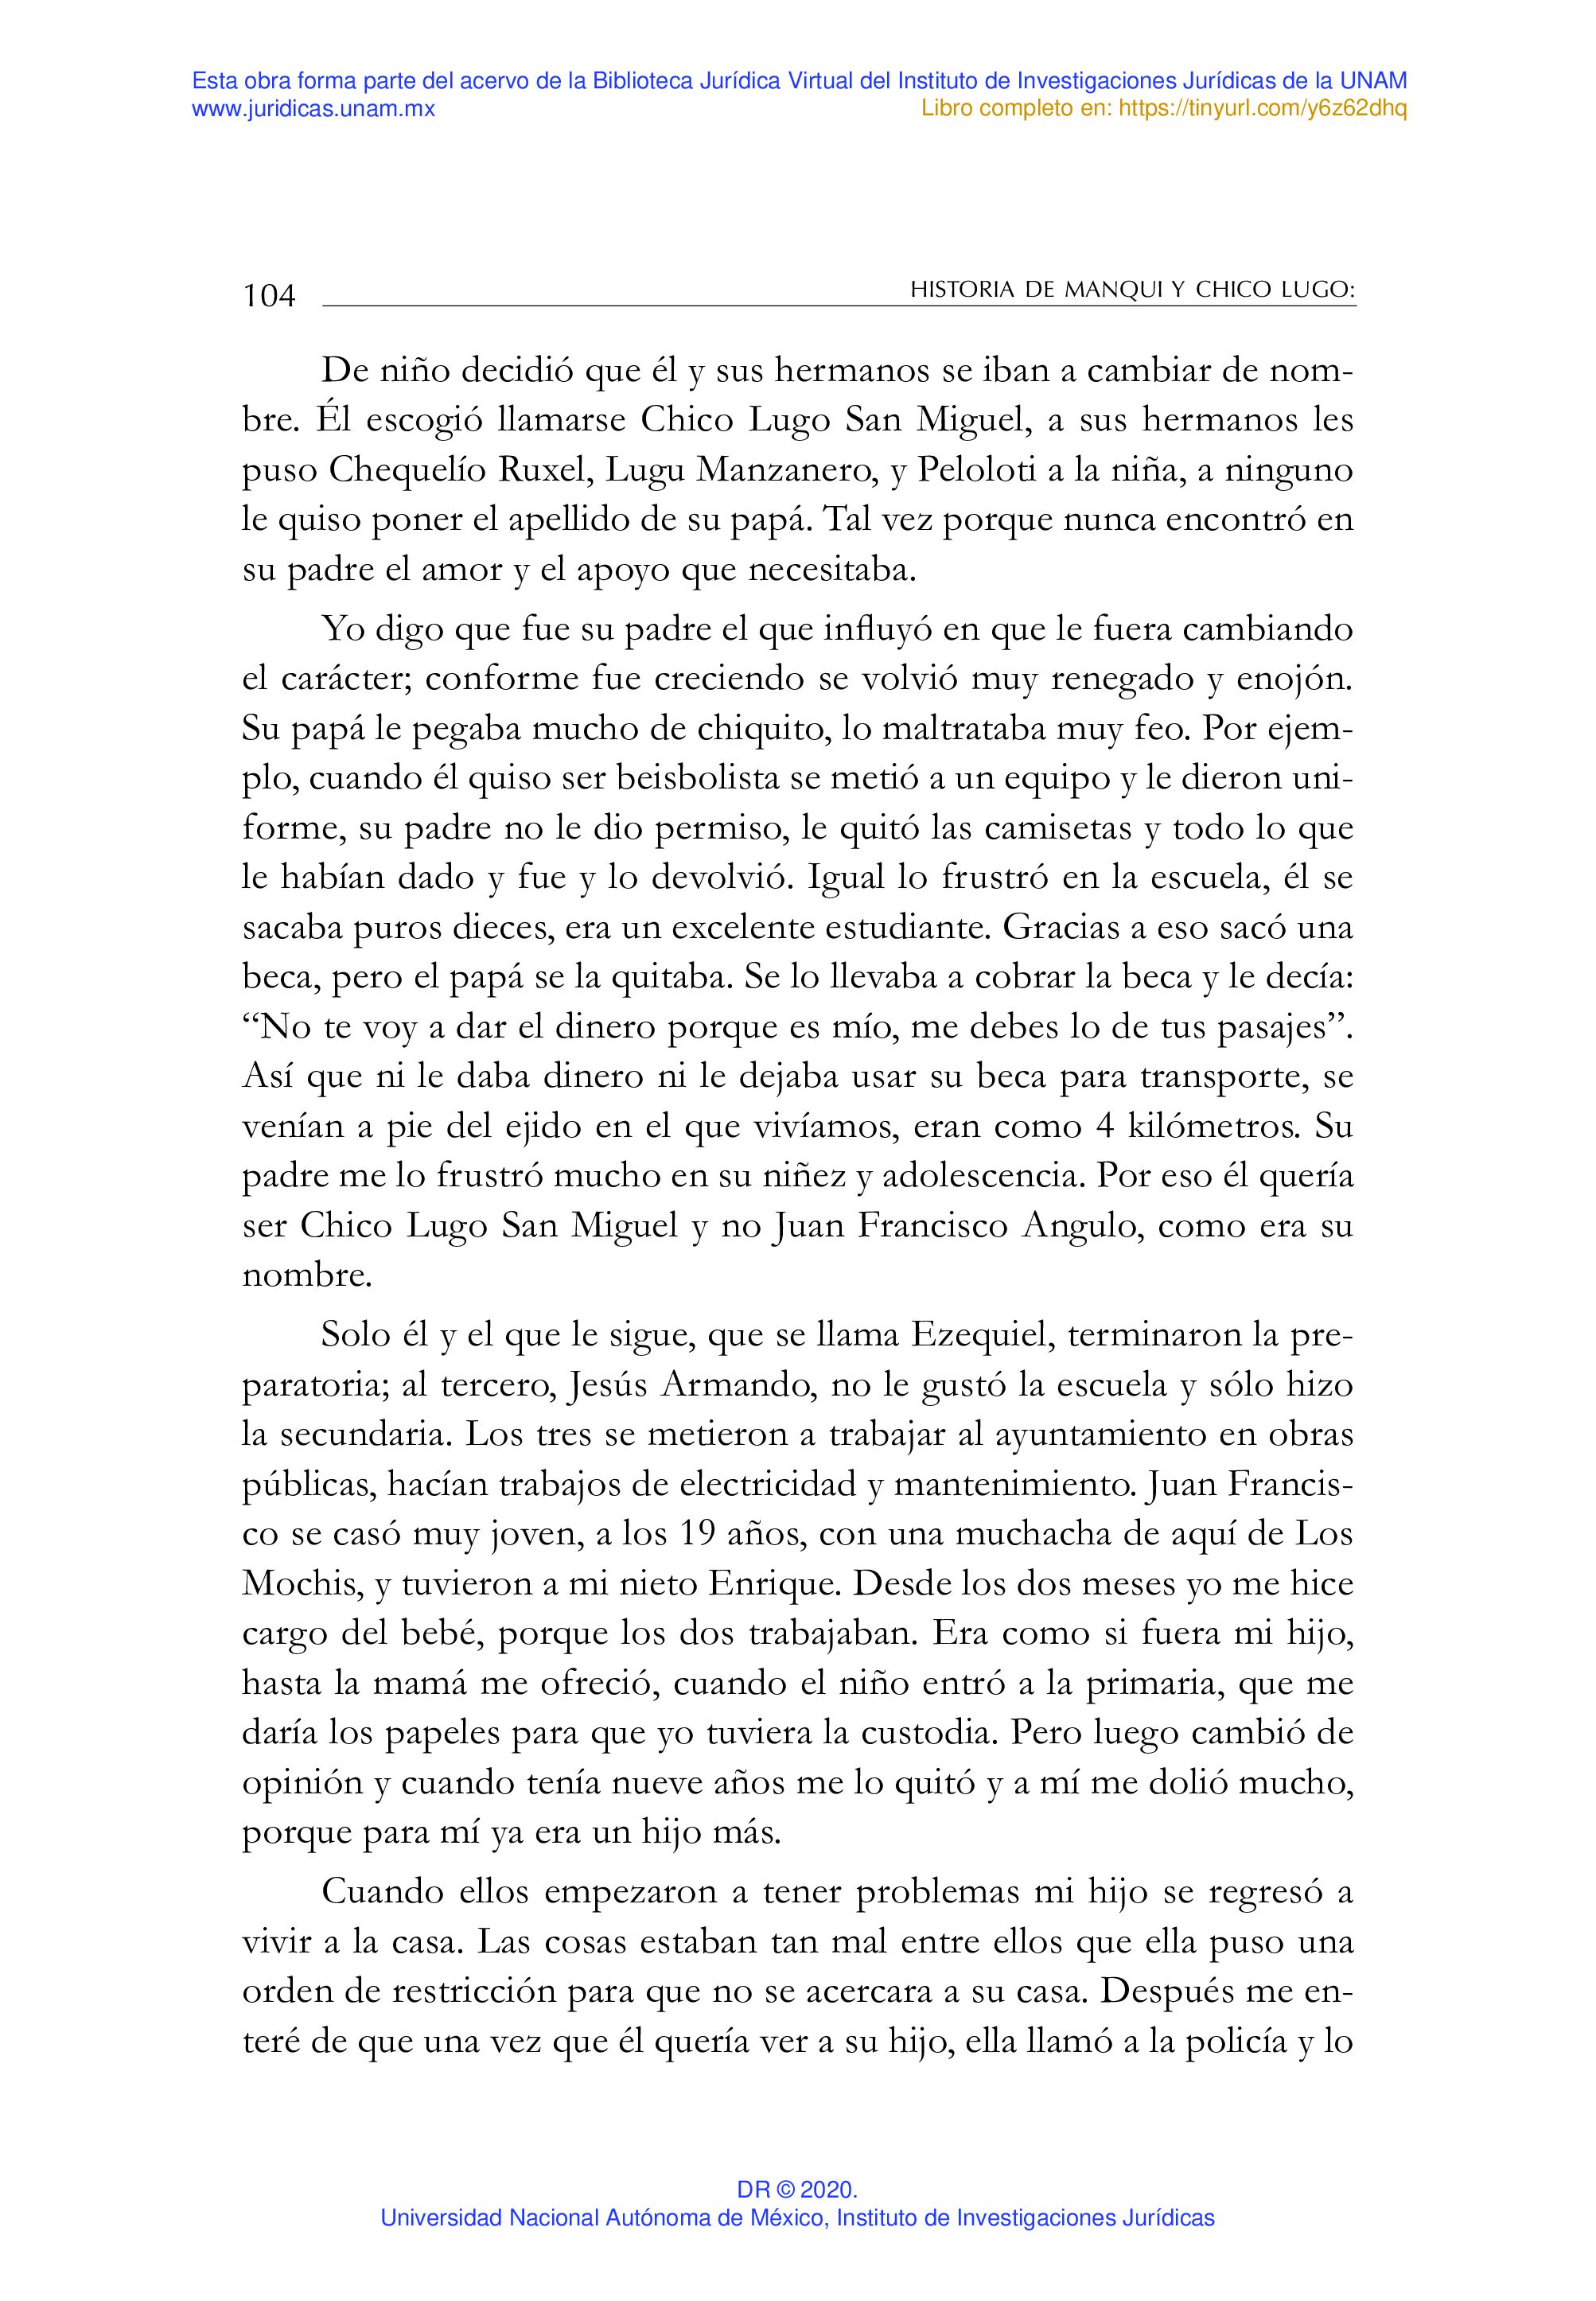 Esta obra forma parte del acervo de la Biblioteca Jurídica Virtual del Instituto de Investigaciones Jurídicas de la UNAM
www.juridicas.unam.mx
Libro completo en: https://tinyurl.com/y6z62dhq
104
HISTORIA DE MANQUI Y CHICO LUGO:
De niño decidió que él y sus hermanos se iban a cambiar de nom-
bre. Él escogió llamarse Chico Lugo San Miguel, a sus hermanos les
puso Chequelío Ruxel, Lugu Manzanero, y Peloloti a la niña, a ninguno
le quiso poner el apellido de su papá. Tal vez porque nunca encontró en
su padre el amor y el apoyo que necesitaba.
Yo digo que fue su padre el que influyó en que le fuera cambiando
el carácter; conforme fue creciendo se volvió muy renegado y enojón.
Su papá le pegaba mucho de chiquito, lo maltrataba muy feo. Por ejem-
plo, cuando él quiso ser beisbolista se metió a un equipo y le dieron uni-
forme, su padre no le dio permiso, le quitó las camisetas y todo lo que
le habían dado y fue y lo devolvió. Igual lo frustró en la escuela, él se
sacaba puros dieces, era un excelente estudiante. Gracias a eso sacó una
beca, pero el papá se la quitaba. Se lo llevaba a cobrar la beca y le decía:
“No te voy a dar el dinero porque es mío, me debes lo de tus pasajes”.
Así que ni le daba dinero ni le dejaba usar su beca para transporte, se
venían a pie del ejido en el que vivíamos, eran como 4 kilómetros. Su
padre me lo frustró mucho en su niñez y adolescencia. Por eso él quería
ser Chico Lugo San Miguel y no Juan Francisco Angulo, como era su
nombre.
Solo él y el que le sigue, que se llama Ezequiel, terminaron la pre-
paratoria; al tercero, Jesús Armando, no le gustó la escuela y sólo hizo
la secundaria. Los tres se metieron a trabajar al ayuntamiento en obras
públicas, hacían trabajos de electricidad y mantenimiento. Juan Francis-
co se casó muy joven, a los 19 años, con una muchacha de aquí de Los
Mochis, y tuvieron a mi nieto Enrique. Desde los dos meses yo me hice
cargo del bebé, porque los dos trabajaban. Era como si fuera mi hijo,
hasta la mamá me ofreció, cuando el niño entró a la primaria, que me
daría los papeles para que yo tuviera la custodia. Pero luego cambió de
opinión y cuando tenía nueve años me lo quitó y a mí me dolió mucho,
porque para mí ya era un hijo más.
Cuando ellos empezaron a tener problemas mi hijo se regresó a
vivir a la casa. Las cosas estaban tan mal entre ellos que ella puso una
orden de restricción para que no se acercara a su casa. Después me en-
teré de que una vez que él quería ver a su hijo, ella llamó a la policía y lo
DR © 2020.
Universidad Nacional Autónoma de México, Instituto de Investigaciones Jurídicas